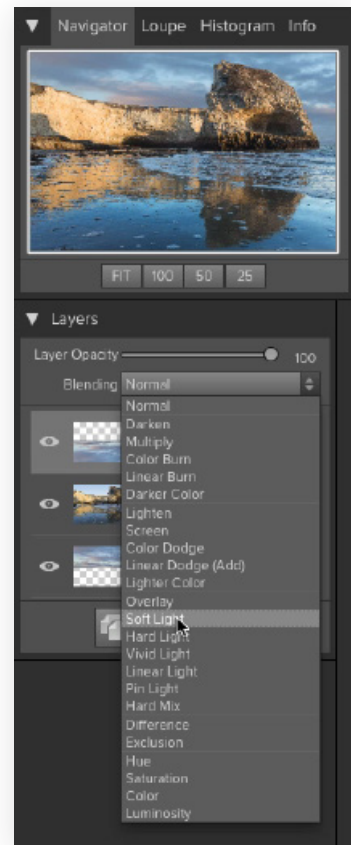 Navigator Loupe Histogram Info
FIT 100 50 25
Layers
Layer Opacity 100
Blending Normal
Normal
Darken
Multiply
Color Burn
Linear Burn
Darker Color
Lighten
Screen
Color Dodge
Linear Dodge (Add)
Lighter Color
Overlay
Soft Light
Hard Light
Vivid Light
Linear Light
Pin Light
Hard Mix
Difference
Exclusion
Hue
Saturation
Color
Luminosity